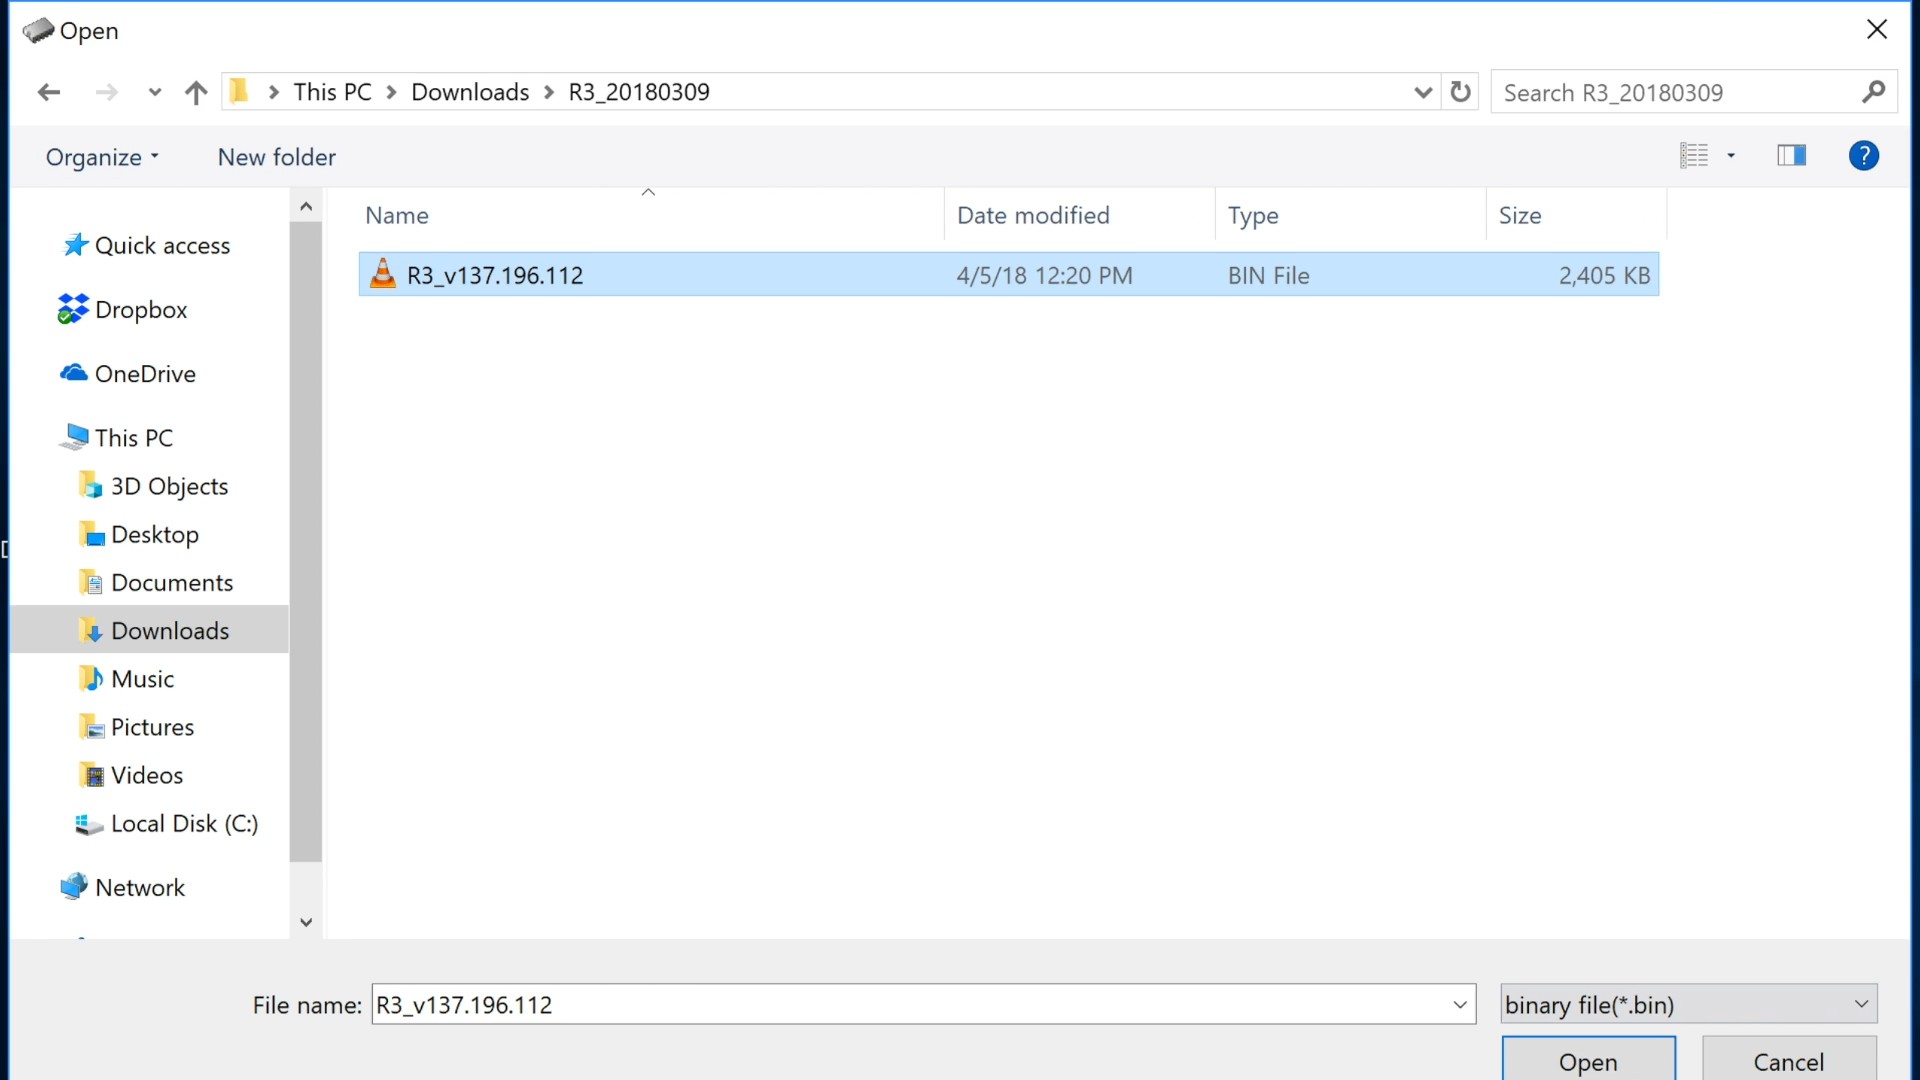 Open
This PC > Downloads > R3_20180309
Search R3_20180309
Organize New folder
?
Name Date modified Type Size
R3_v137.196.112 4/5/18 12:20 PM BIN File 2,405 KB
Quick access
Dropbox
OneDrive
This PC
3D Objects
Desktop
Documents
Downloads
Music
Pictures
Videos
Local Disk (C:)
Network
File name: R3_v137.196.112 binary file(*.bin)
Open Cancel